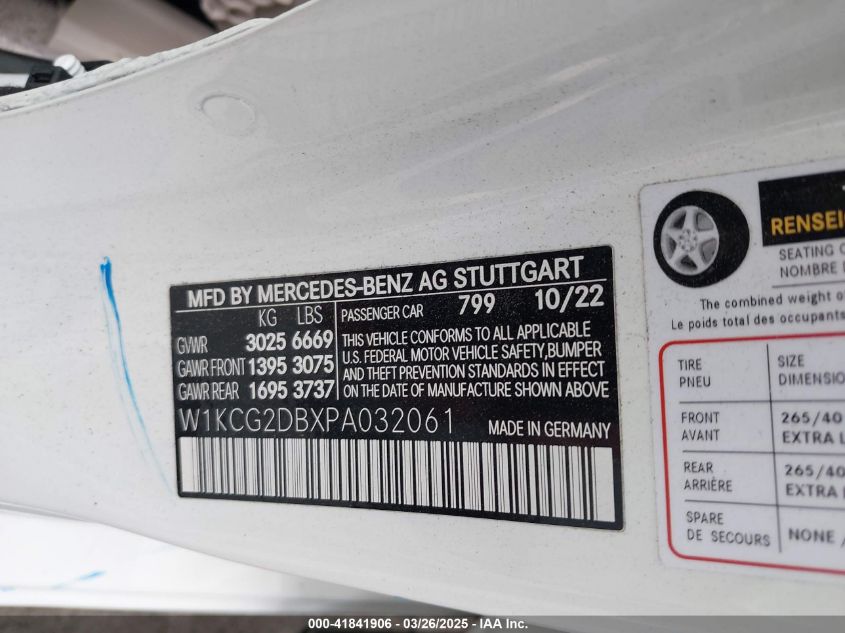 MFD BY MERCEDES-BENZ AG STUTTGART
KG LBS
GVWR 3025 6669
GAWR FRONT 1395 3075
GAWR REAR 1695 3737
PASSENGER CAR 799 10/22
THIS VEHICLE CONFORMS TO ALL APPLICABLE
U.S. FEDERAL MOTOR VEHICLE SAFETY,BUMPER
AND THEFT PREVENTION STANDARDS IN EFFECT
ON THE DATE OF MANUFACTURE SHOWN ABOVE
W1KCG2DBXPA032061
MADE IN GERMANY
RENSEI
SEATING
NOMBRE
The combined weight of
Le poids total des occupants
TIRE
PNEU
SIZE
DIMENSIO
FRONT
AVANT
265/40
EXTRA L
REAR
ARRIÈRE
265/40
EXTRA
SPARE
DE SECOURS
NONE /
000-41841906 - 03/26/2025 - IAA Inc.